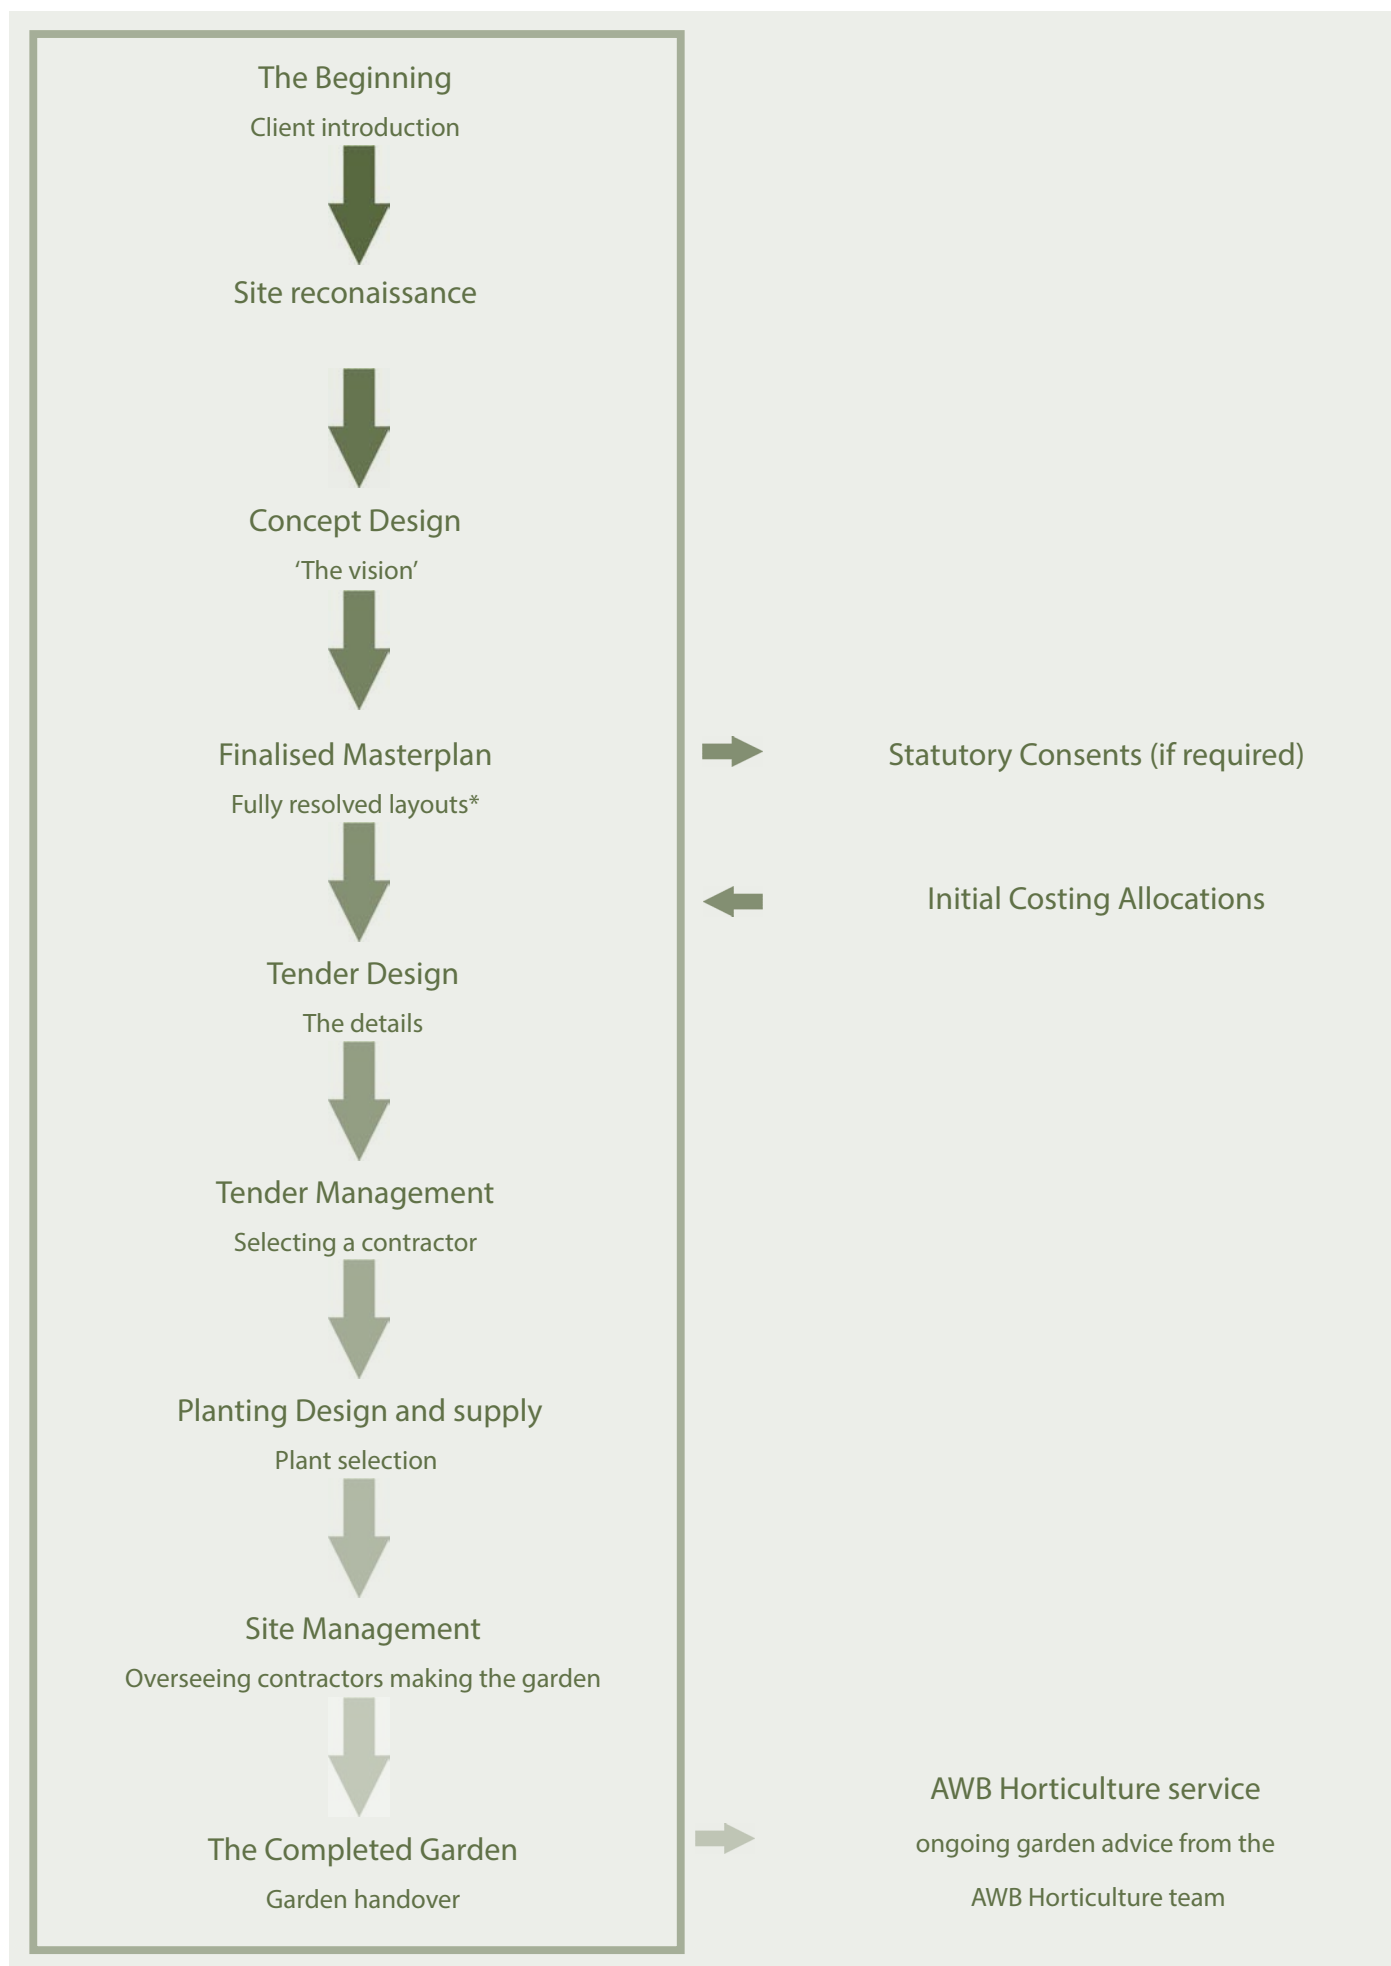 The Beginning
Client introduction
Site reconaissance
Concept Design
‘The vision’
Finalised Masterplan
Fully resolved layouts*
Statutory Consents (if required)
Initial Costing Allocations
Tender Design
The details
Tender Management
Selecting a contractor
Planting Design and supply
Plant selection
Site Management
Overseeing contractors making the garden
The Completed Garden
Garden handover
AWB Horticulture service
ongoing garden advice from the
AWB Horticulture team